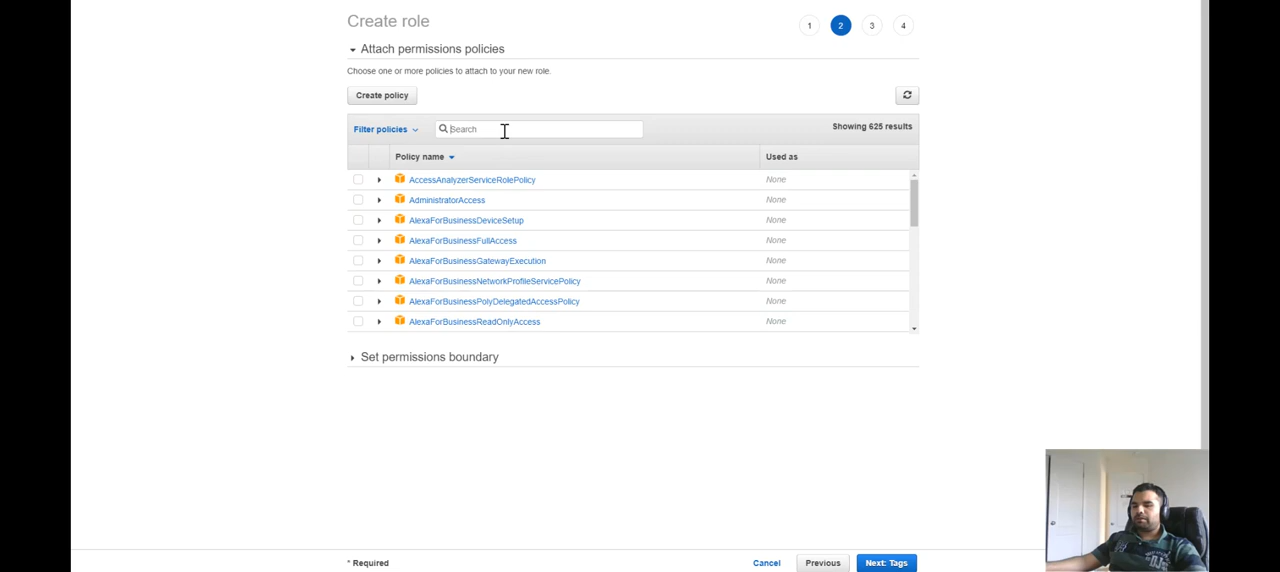 Create role
1 2 3 4
Attach permissions policies
Choose one or more policies to attach to your new role.
Create policy
Filter policies
Search
Showing 625 results
Policy name
Used as
AccessAnalyzerServiceRolePolicy None
AdministratorAccess None
AlexaForBusinessDeviceSetup None
AlexaForBusinessFullAccess None
AlexaForBusinessGatewayExecution None
AlexaForBusinessNetworkProfileServicePolicy None
AlexaForBusinessPolyDelegatedAccessPolicy None
AlexaForBusinessReadOnlyAccess None
Set permissions boundary
* Required
Cancel
Previous
Next: Tags